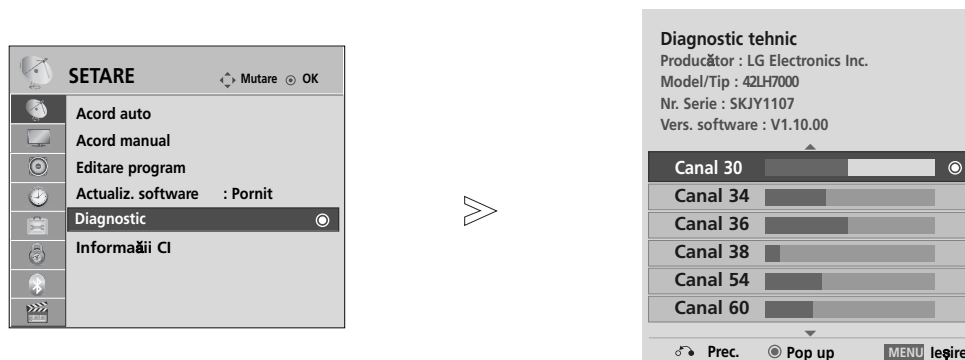 SETARE
Mutare OK
Acord auto
Acord manual
Editare program
Actualiz. software : Pornit
Diagnostic
Informaăii CI
Diagnostic tehnic
Producător : LG Electronics Inc.
Model/Tip : 42LH7000
Nr. Serie : SKJY1107
Vers. software : V1.10.00
Canal 30
Canal 34
Canal 36
Canal 38
Canal 54
Canal 60
Prec. Pop up MENU Ieșire